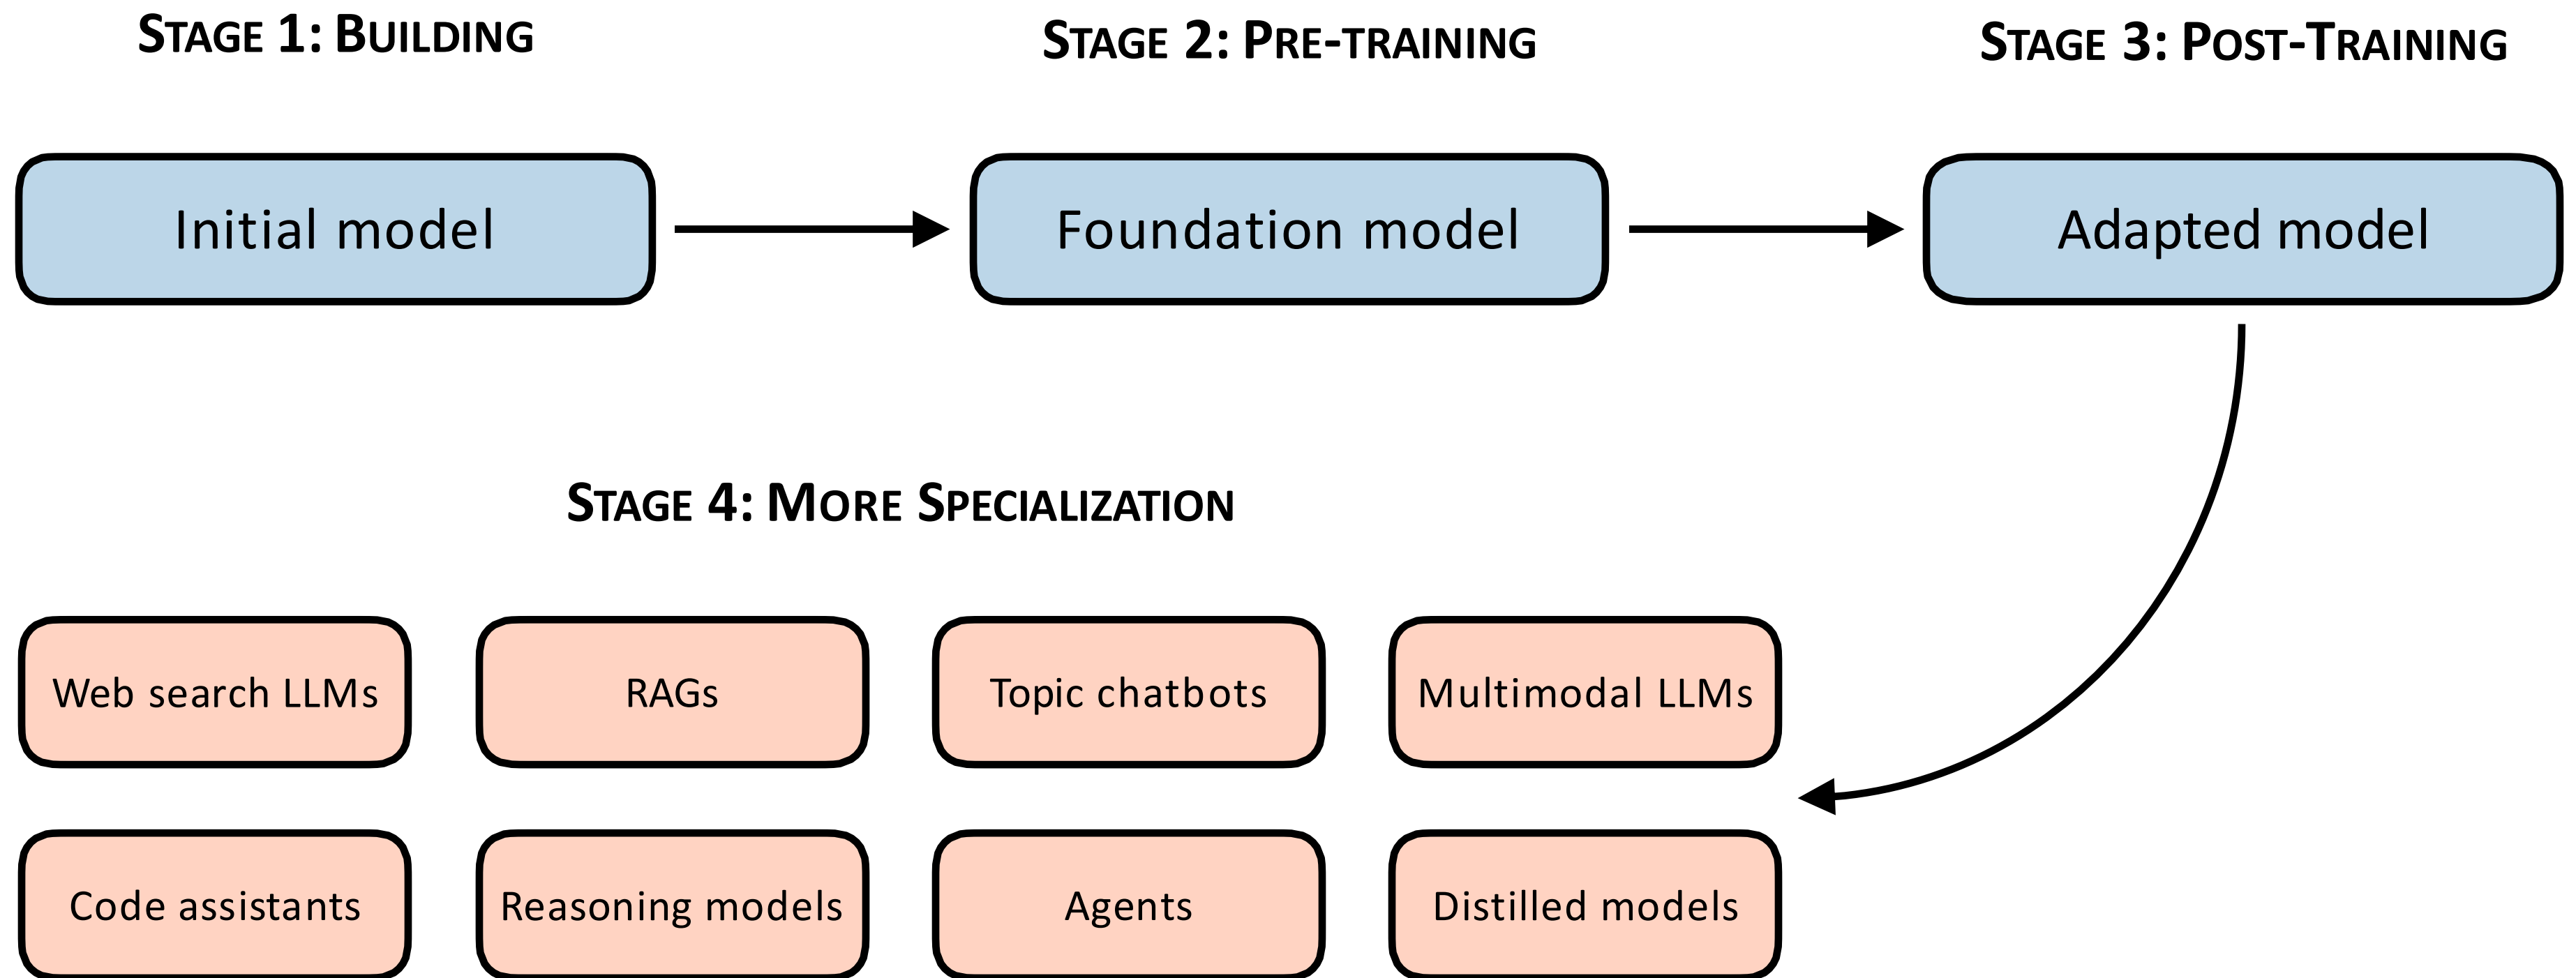 STAGE 1: BUILDING
STAGE 2: PRE-TRAINING
STAGE 3: POST-TRAINING
Initial model
Foundation model
Adapted model
STAGE 4: MORE SPECIALIZATION
Web search LLMs
RAGs
Topic chatbots
Multimodal LLMs
Code assistants
Reasoning models
Agents
Distilled models